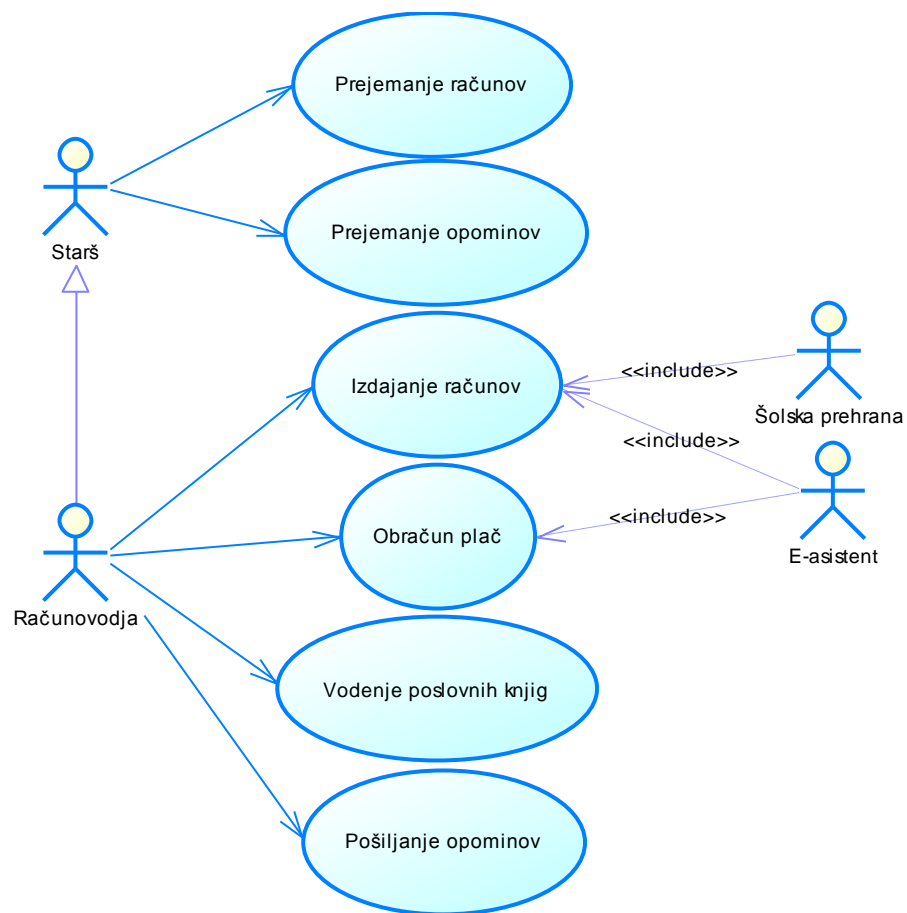 Prejemanje računov
Starš
Prejemanje opominov
Izdajanje računov
<<include>>
Šolska prehrana
<<include>>
Obračun plač
<<include>>
E-asistent
Računovodja
Vodenje poslovnih knjig
Pošiljanje opominov